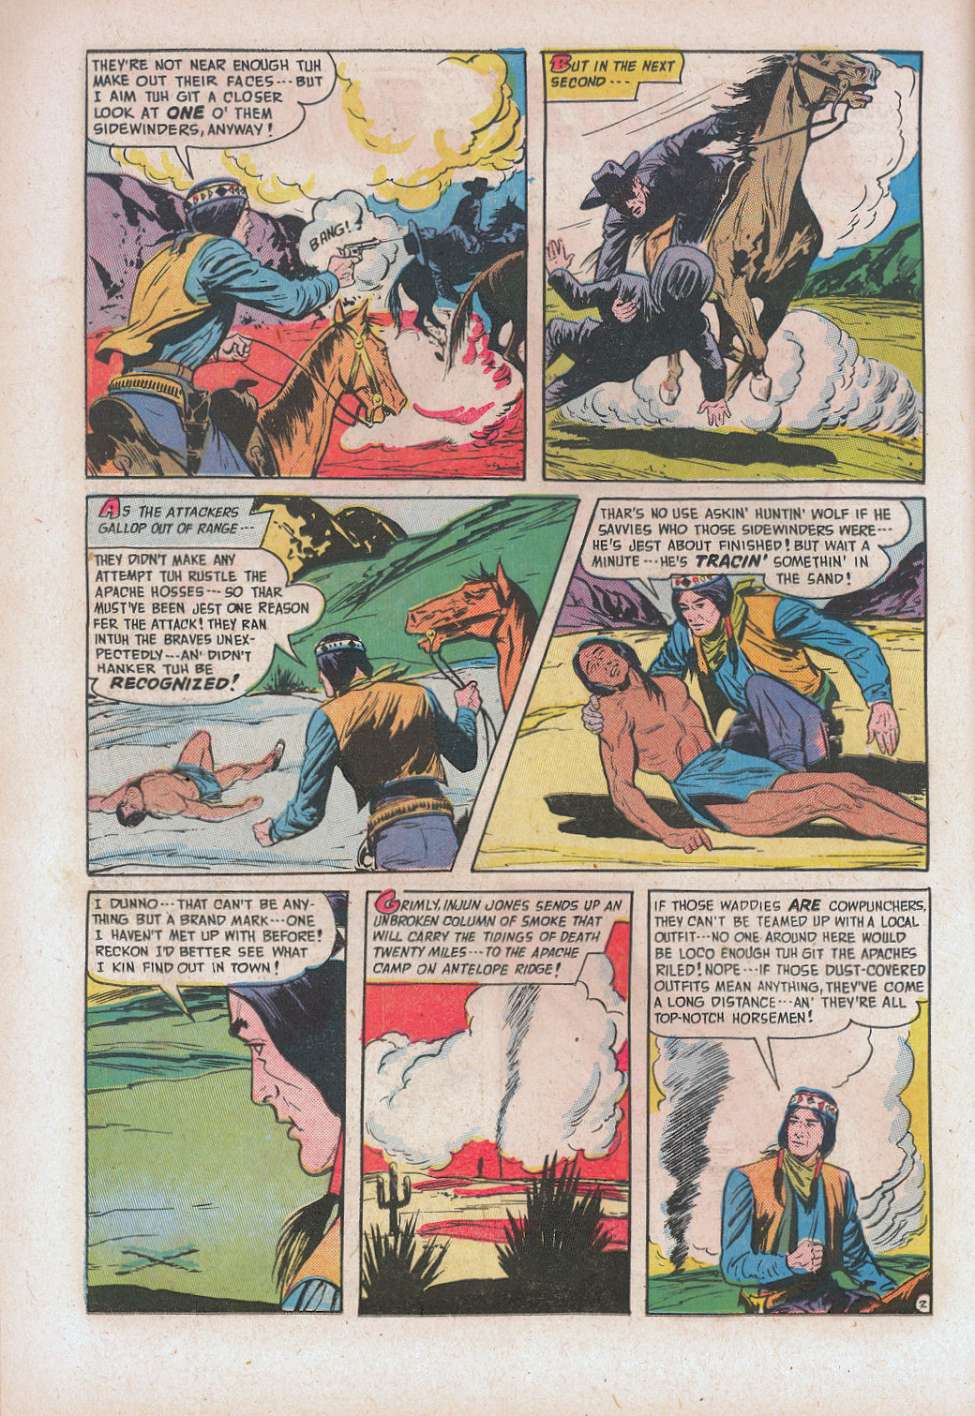 THEY'RE NOT NEAR ENOUGH TUH
MAKE OUT THEIR FACES---BUT
I AIM TUH GIT A CLOSER
LOOK AT ONE O' THEM
SIDEWINDERS, ANYWAY!
BANG!
BUT IN THE NEXT
SECOND---
AS THE ATTACKERS
GALLOP OUT OF RANGE---
THEY DIDN'T MAKE ANY
ATTEMPT TUH RUSTLE THE
APACHE HOSSES---SO THAR
MUST'VE BEEN JEST ONE REASON
FER THE ATTACK! THEY RAN
INTUH THE BRAVES UNEX-
PECTEDLY---AN' DIDN'T
HANKER TUH BE
RECOGNIZED!
THAR'S NO USE ASKIN' HUNTIN' WOLF IF HE
SAVVIES WHO THOSE SIDEWINDERS WERE---
HE'S JEST ABOUT FINISHED! BUT WAIT A
MINUTE---HE'S TRACIN' SOMETHIN' IN
THE SAND!
I DUNNO---THAT CAN'T BE ANY-
THING BUT A BRAND MARK---ONE
I HAVEN'T MET UP WITH BEFORE!
RECKON I'D BETTER SEE WHAT
I KIN FIND OUT IN TOWN!
GRIMLY, INJUN JONES SENDS UP AN
UNBROKEN COLUMN OF SMOKE THAT
WILL CARRY THE TIDINGS OF DEATH
TWENTY MILES---TO THE APACHE
CAMP ON ANTELOPE RIDGE!
IF THOSE WADDIES ARE COWPUNCHERS,
THEY CAN'T BE TEAMED UP WITH A LOCAL
OUTFIT---NO ONE AROUND HERE WOULD
BE LOCO ENOUGH TUH GIT THE APACHES
RILED! NOPE---IF THOSE DUST-COVERED
OUTFITS MEAN ANYTHING, THEY'VE COME
A LONG DISTANCE---AN' THEY'RE ALL
TOP-NOTCH HORSEMEN!
2